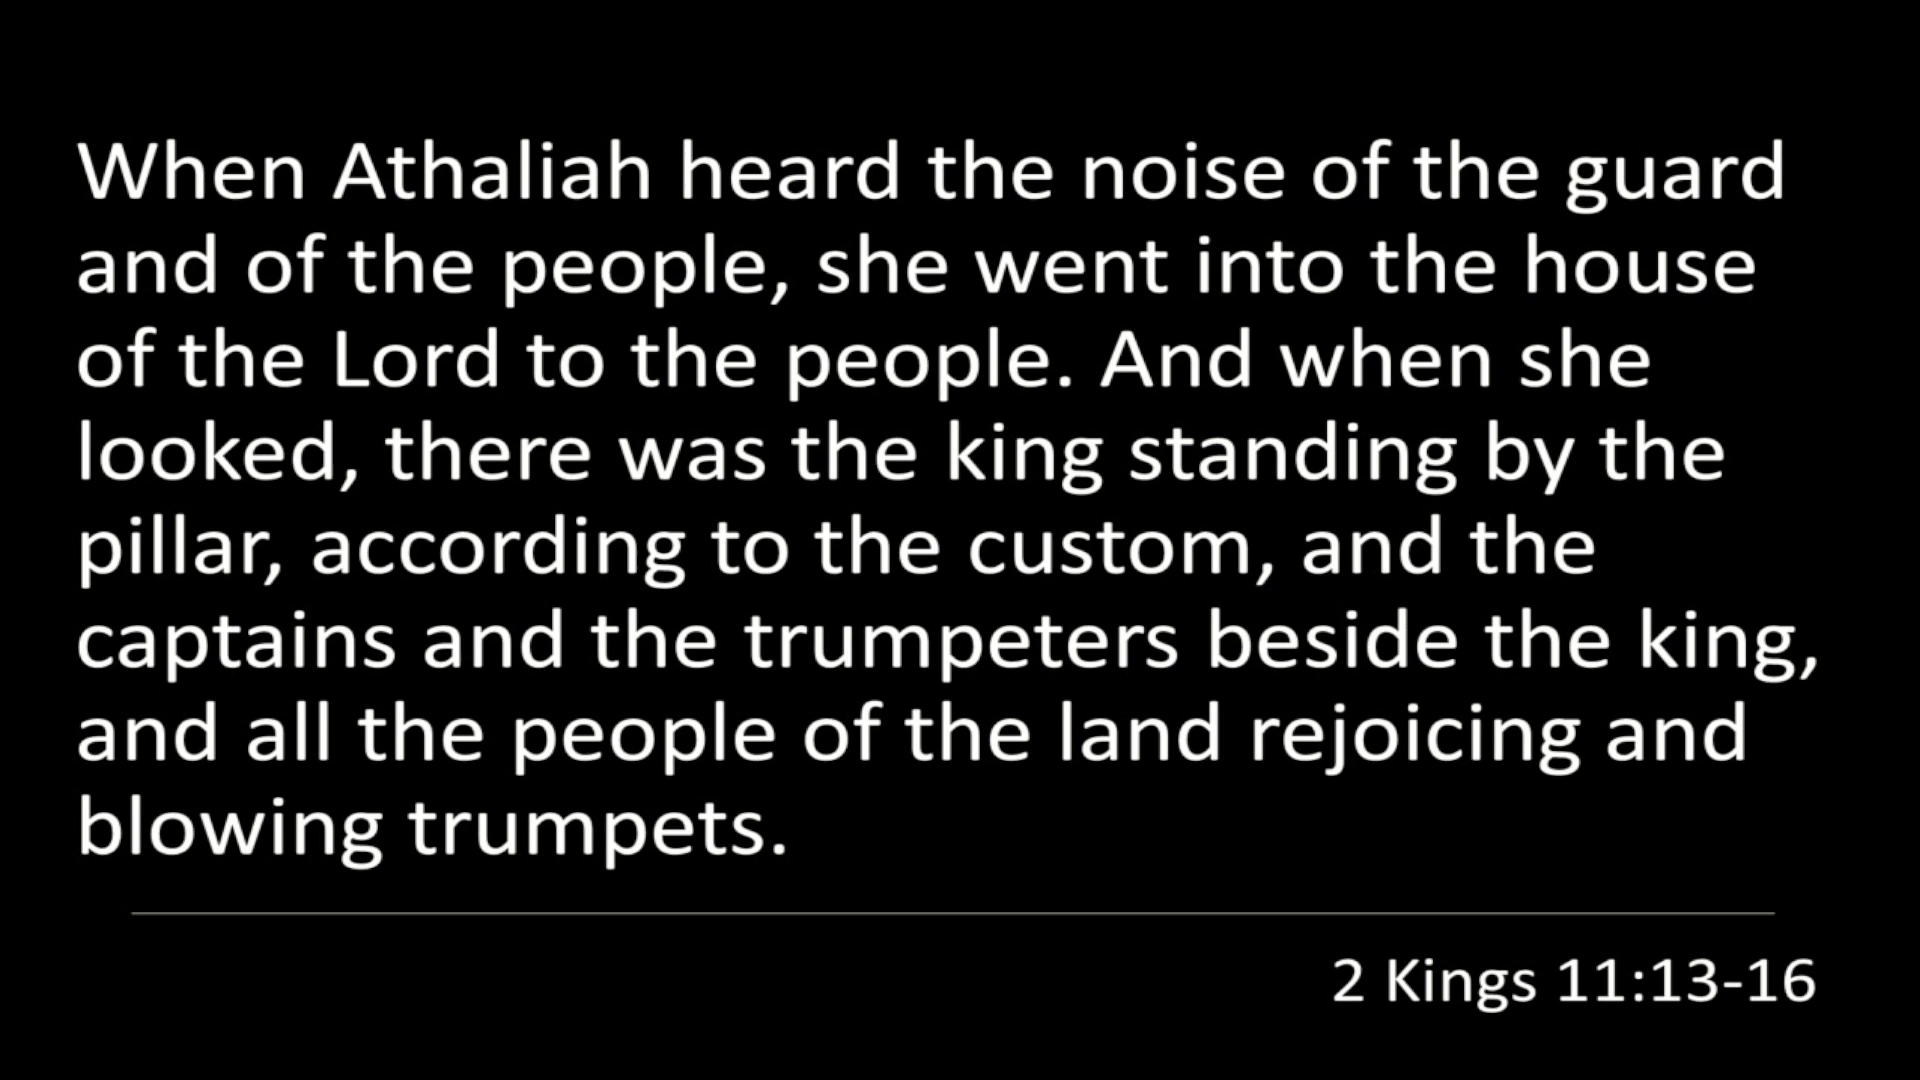 When Athaliah heard the noise of the guard
and of the people, she went into the house
of the Lord to the people. And when she
looked, there was the king standing by the
pillar, according to the custom, and the
captains and the trumpeters beside the king,
and all the people of the land rejoicing and
blowing trumpets.
2 Kings 11:13-16